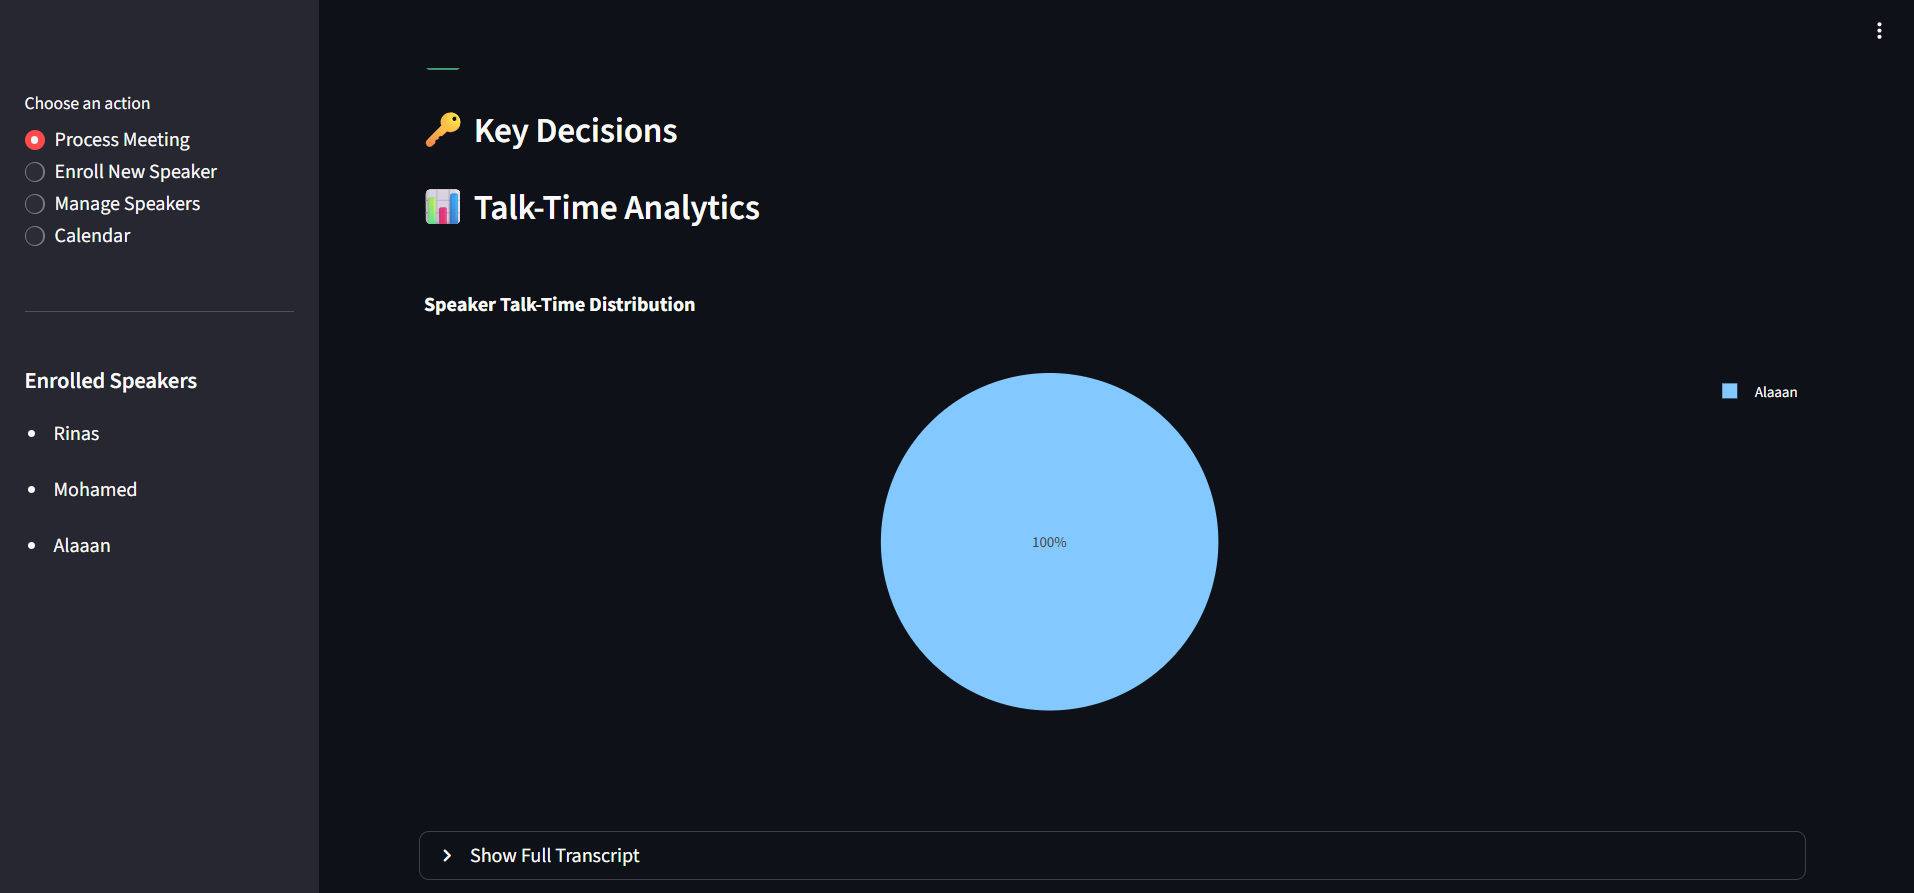 Choose an action
Process Meeting
Enroll New Speaker
Manage Speakers
Calendar
Enrolled Speakers
Rinas
Mohamed
Alaaan
Key Decisions
Talk-Time Analytics
Speaker Talk-Time Distribution
100%
Alaaan
Show Full Transcript